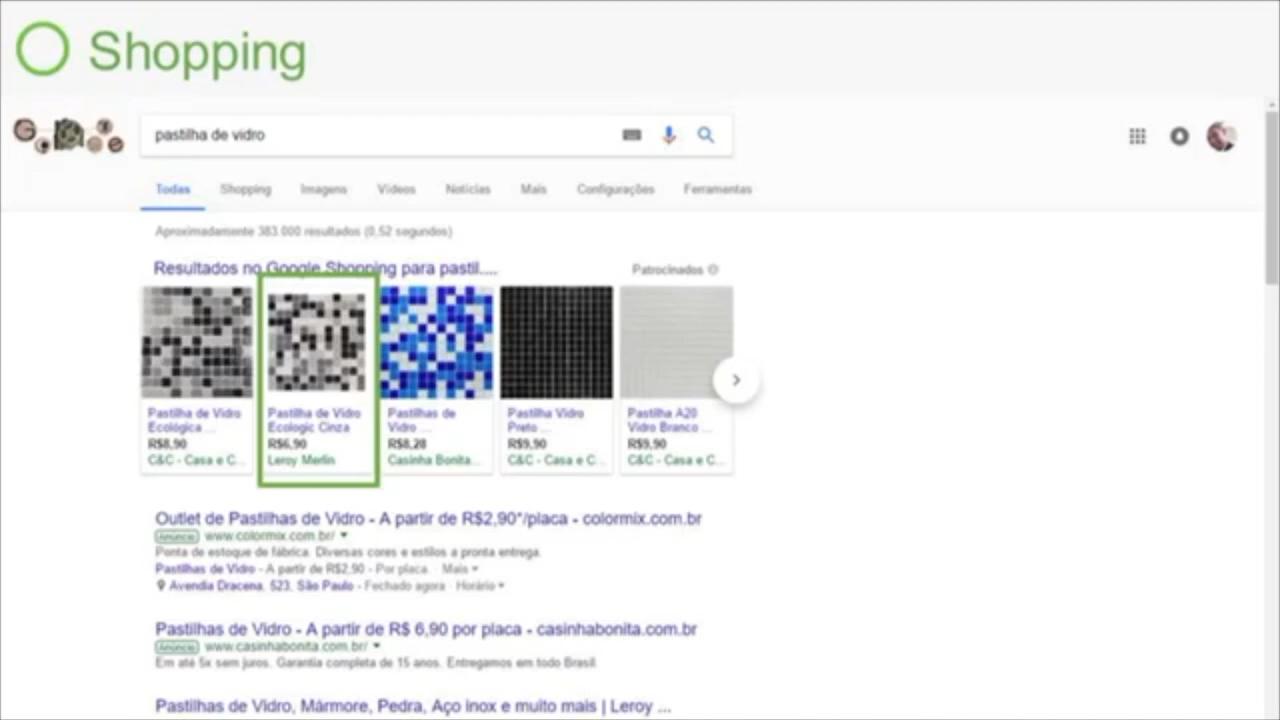 Shopping
pastilha de vidro
Todas Shopping Imagens Vídeos Notícias Mais Configurações Ferramentas
Aproximadamente 383.000 resultados (0,52 segundos)
Resultados no Google Shopping para pastil....
Patrocinados
Pastilha de Vidro Ecológica ...
R$8,90
C&C - Casa e C...
Pastilha de Vidro Ecologic Cinza
R$6,90
Leroy Merlin
Pastilhas de Vidro ...
R$8,28
Casinha Bonita...
Pastilha Vidro Preto ...
R$9,90
C&C - Casa e C...
Pastilha A20 Vidro Branco ...
R$9,90
C&C - Casa e C...
Outlet de Pastilhas de Vidro - A partir de R$2,90*/placa - colormix.com.br
Anúncio www.colormix.com.br/
Ponta de estoque de fábrica. Diversas cores e estilos a pronta entrega.
Pastilhas de Vidro - A partir de R$2,90 - Por placa. · Mais
Avendia Dracena, 523, São Paulo - Fechado agora · Horário
Pastilhas de Vidro - A partir de R$ 6,90 por placa - casinhabonita.com.br
Anúncio www.casinhabonita.com.br/
Em até 5x sem juros. Garantia completa de 15 anos. Entregamos em todo Brasil
Pastilhas de Vidro, Mármore, Pedra, Aço inox e muito mais | Leroy ...